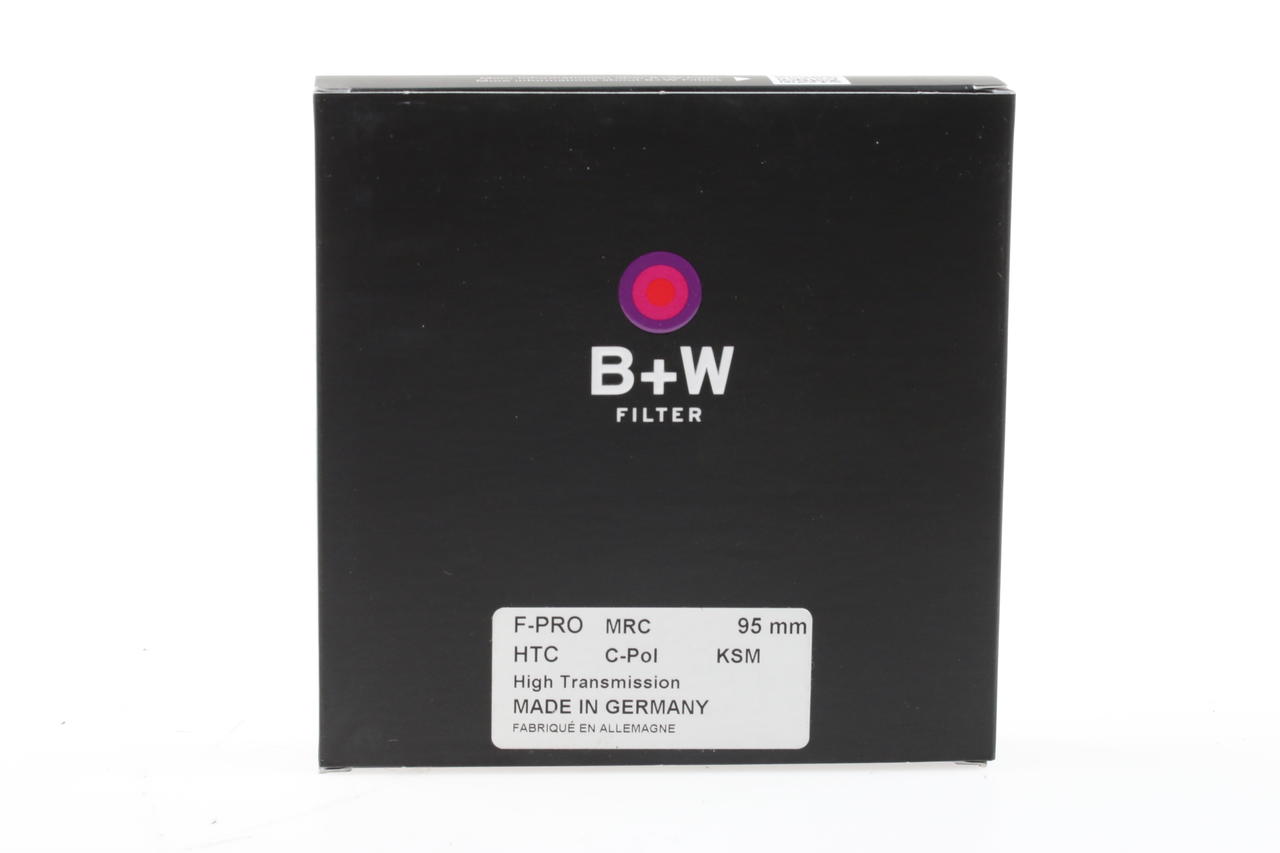 B+W
FILTER
F-PRO MRC 95 mm
HTC C-Pol KSM
High Transmission
MADE IN GERMANY
FABRIQUÉ EN ALLEMAGNE